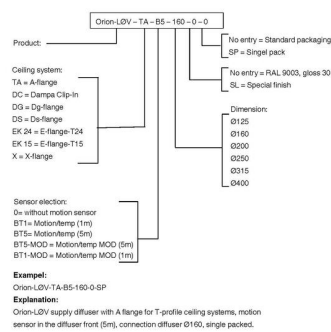 Orion-LØV – TA – B5 -160 -0 - 0
Product:
No entry = Standard packaging
SP = Singel pack
Ceiling system:
TA = A-flange
DC = Dampa Clip-In
DG = Dg-flange
DS = Ds-flange
EK 24 = E-flange-T24
EK 15 = E-flange-T15
X = X-flange
No entry = RAL 9003, gloss 30
SL = Special finish
Dimension:
Ø125
Ø160
Ø200
Ø250
Ø315
Ø400
Sensor election:
0= without motion sensor
BT1= Motion/temp (1m)
BT5= Motion/temp (5m)
BT5-MOD = Motion/temp MOD (5m)
BT1-MOD = Motion/temp MOD (1m)
Exampel:
Orion-LØV-TA-B5-160-0-SP
Explanation:
Orion-LØV supply diffuser with A flange for T-profile ceiling systems, motion
sensor in the diffuser front (5m), connection diffuser Ø160, single packed.